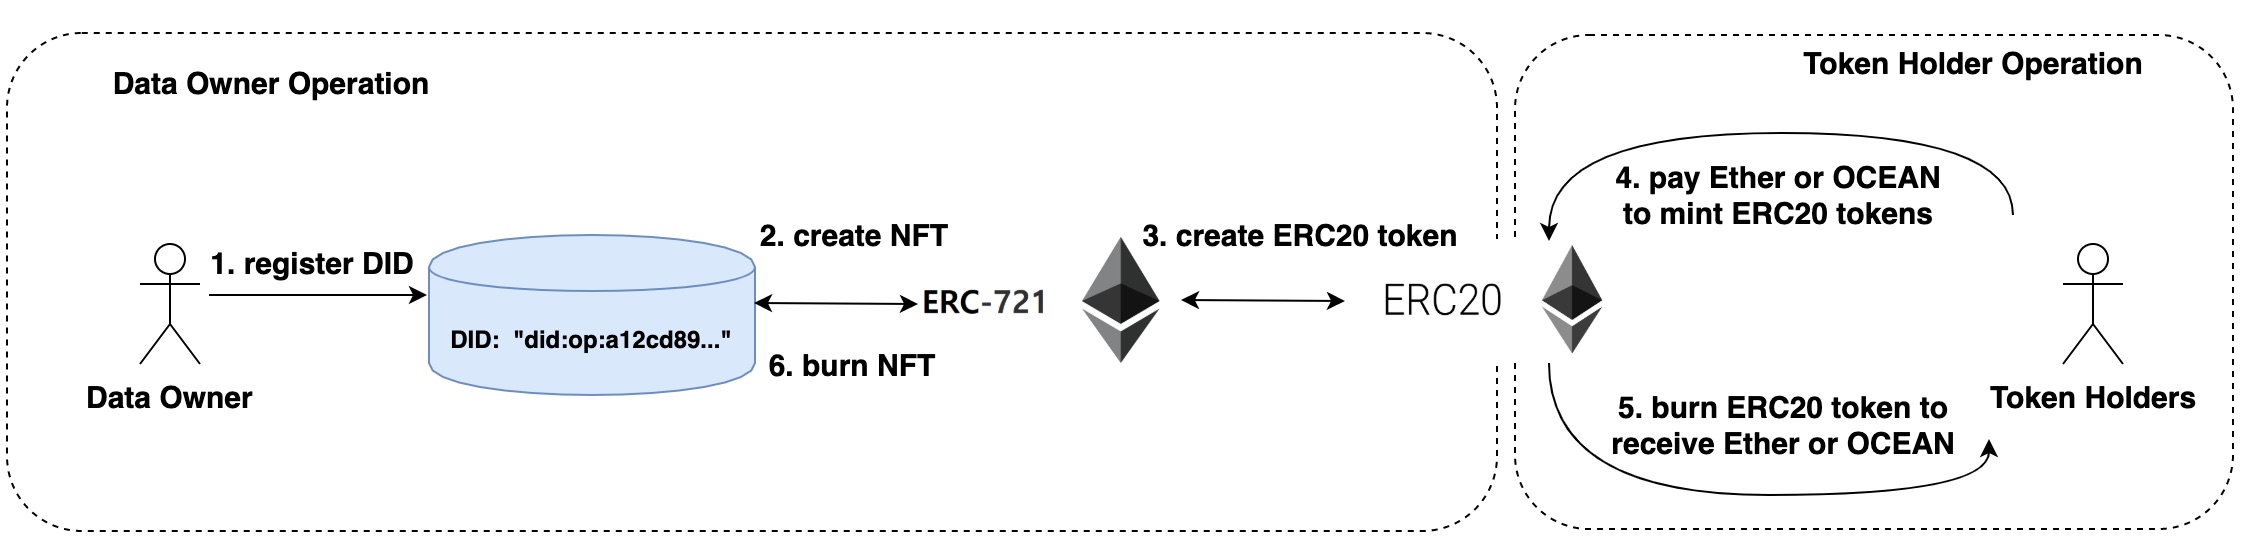 Data Owner Operation
Token Holder Operation
4. pay Ether or OCEAN
to mint ERC20 tokens
1. register DID
2. create NFT
3. create ERC20 token
DID:  "did:op:a12cd89..."
ERC-721
ERC20
6. burn NFT
Data Owner
5. burn ERC20 token to
receive Ether or OCEAN
Token Holders